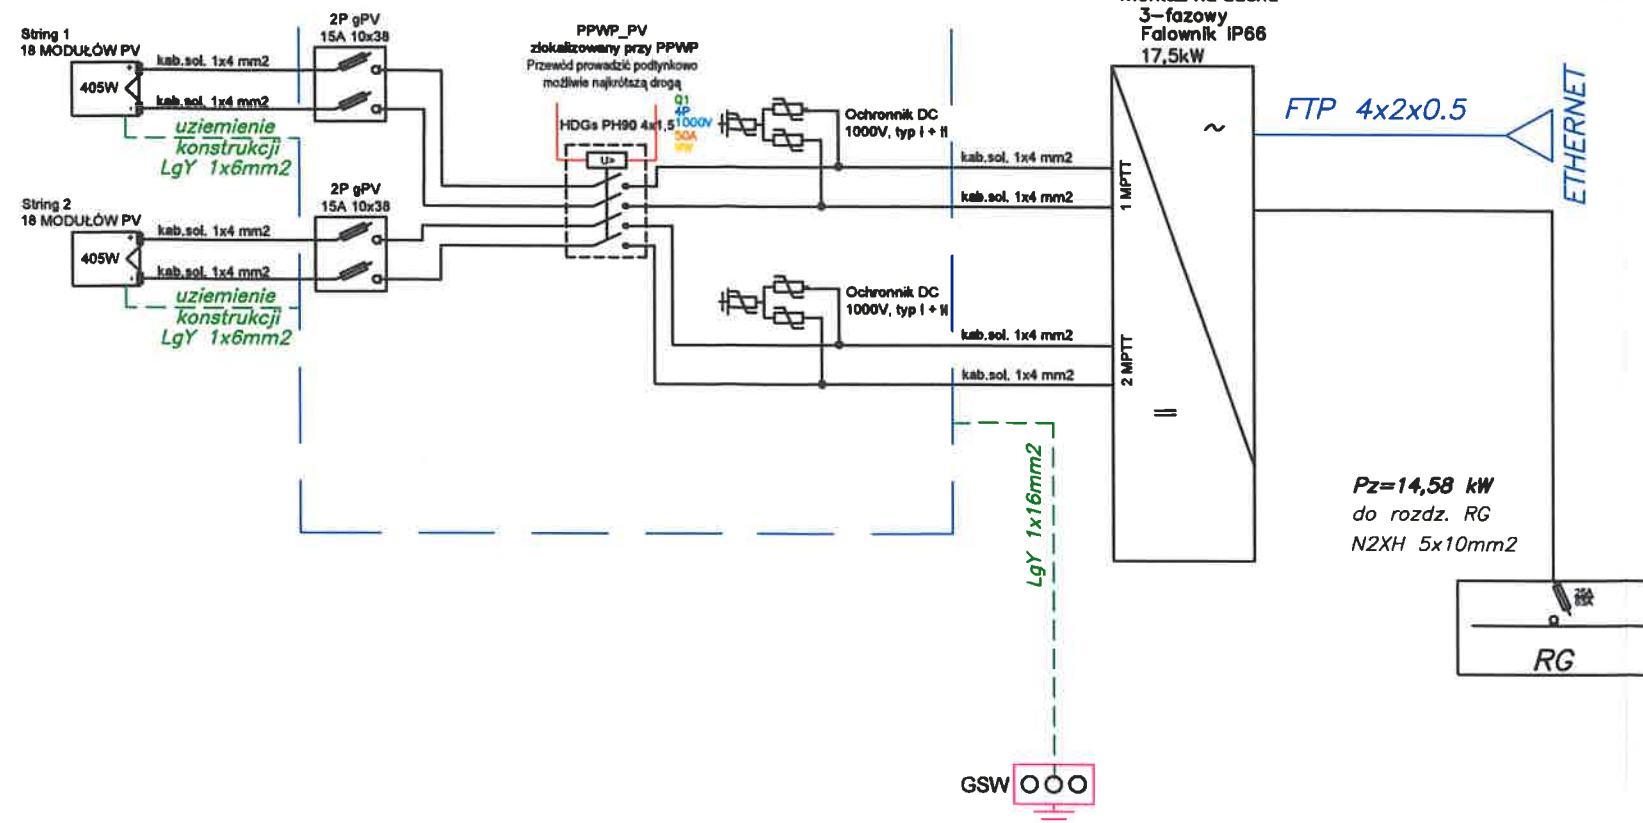 3-fazowy
Falownik IP66
17,5kW
String 1
18 MODUŁÓW PV
405W
kab.sol. 1x4 mm2
kab.sol. 1x4 mm2
uziemienie
konstrukcji
LgY 1x6mm2
2P gPV
15A 10x38
String 2
18 MODUŁÓW PV
405W
kab.sol. 1x4 mm2
kab.sol. 1x4 mm2
uziemienie
konstrukcji
LgY 1x6mm2
2P gPV
15A 10x38
PPWP_PV
zlokalizowany przy PPWP
Przewód prowadzić podtynkowo
możliwie najkrótszą drogą
HDGs PH90 4x1,5
Q1
4P
1000V
50A
U>
Ochronnik DC
1000V, typ I + II
kab.sol. 1x4 mm2
kab.sol. 1x4 mm2
1 MPTT
Ochronnik DC
1000V, typ I + II
kab.sol. 1x4 mm2
kab.sol. 1x4 mm2
2 MPTT
~
=
FTP 4x2x0.5
ETHERNET
LgY 1x16mm2
Pz=14,58 kW
do rozdz. RG
N2XH 5x10mm2
RG
GSW